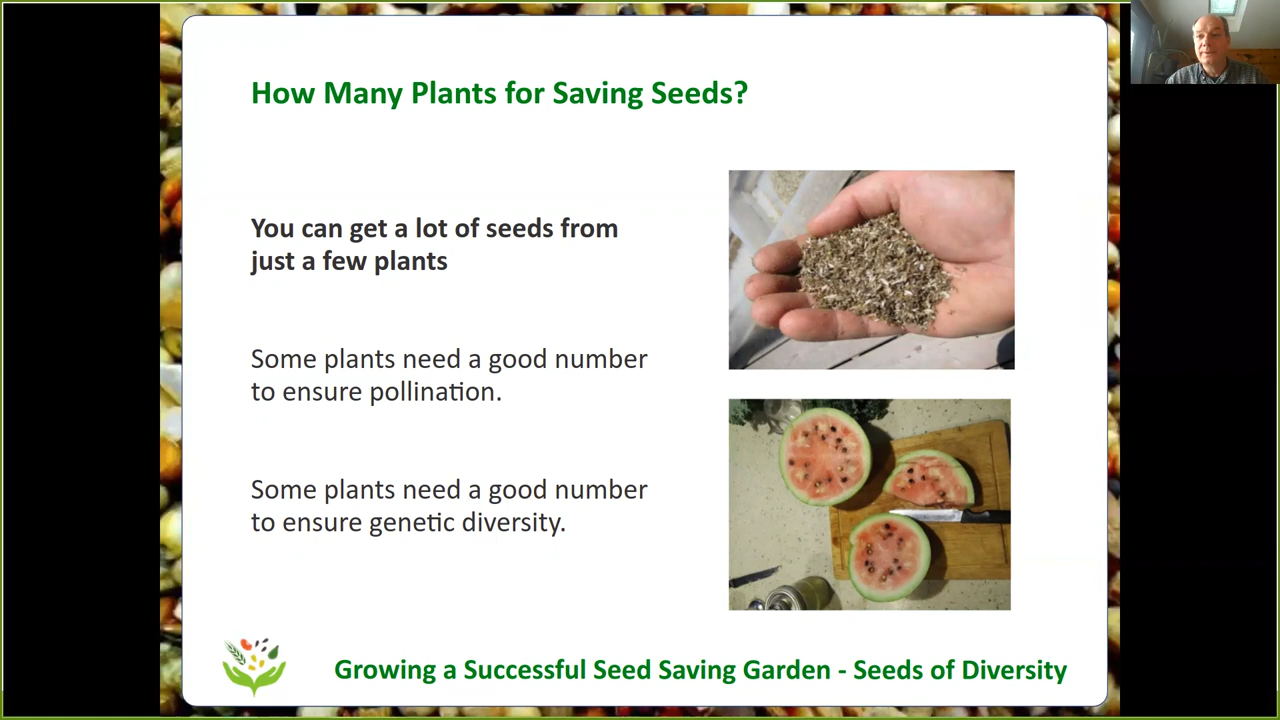 How Many Plants for Saving Seeds?
You can get a lot of seeds from
just a few plants
Some plants need a good number
to ensure pollination.
Some plants need a good number
to ensure genetic diversity.
Growing a Successful Seed Saving Garden - Seeds of Diversity